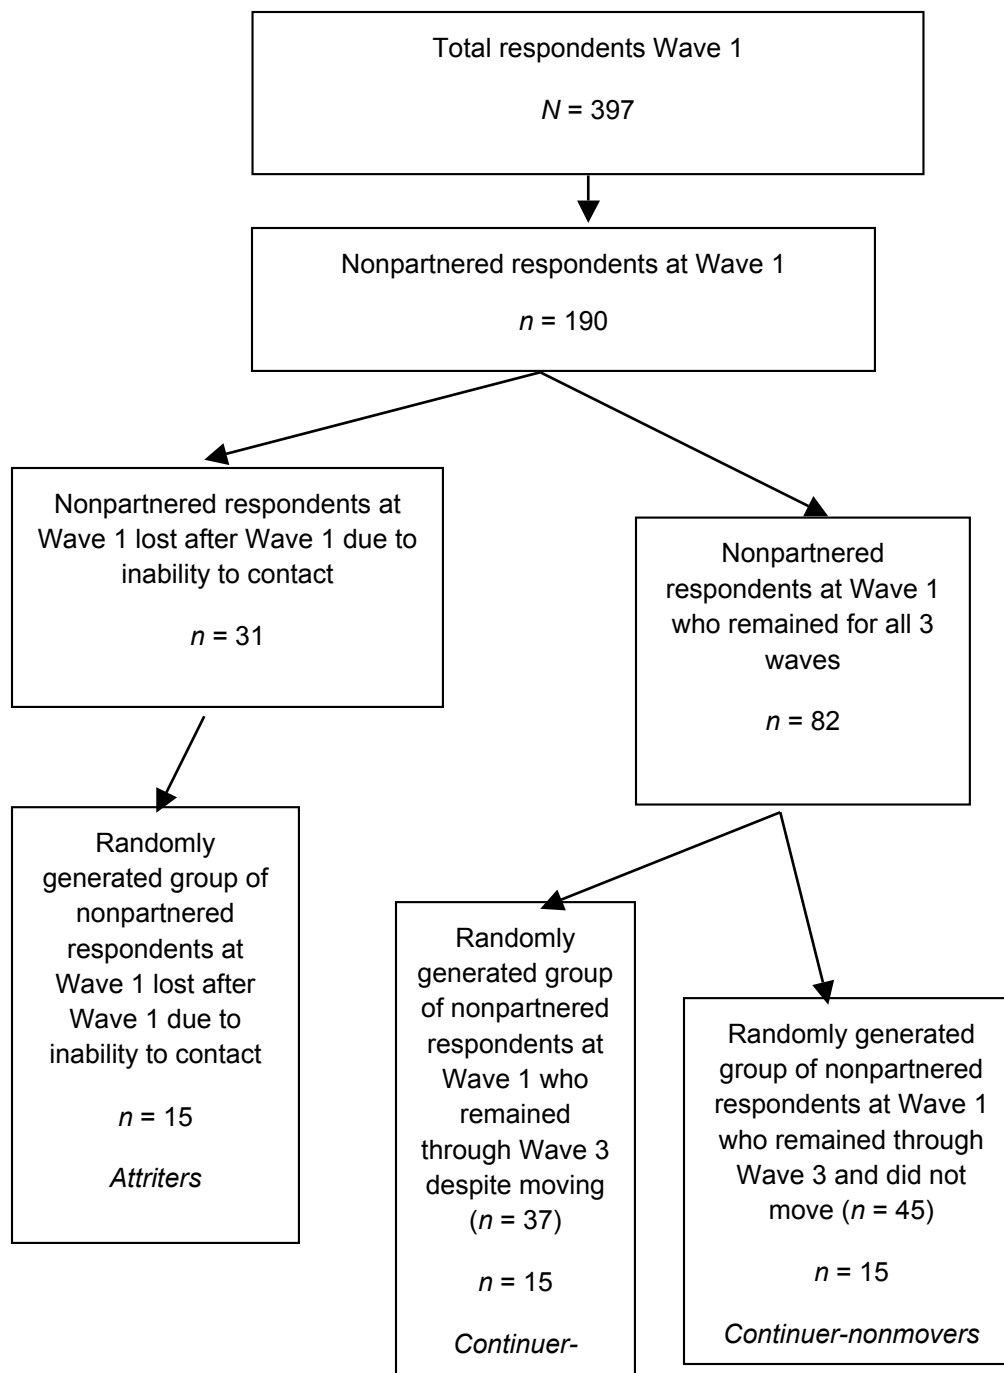 Total respondents Wave 1
N = 397
Nonpartnered respondents at Wave 1
n = 190
Nonpartnered respondents at
Wave 1 lost after Wave 1 due to
inability to contact
n = 31
Nonpartnered
respondents at Wave 1
who remained for all 3
waves
n = 82
Randomly
generated group of
nonpartnered
respondents at
Wave 1 lost after
Wave 1 due to
inability to contact
n = 15
Attriters
Randomly
generated group
of nonpartnered
respondents at
Wave 1 who
remained
through Wave 3
despite moving
(n = 37)
n = 15
Continuer-
Randomly generated
group of nonpartnered
respondents at Wave 1
who remained through
Wave 3 and did not
move (n = 45)
n = 15
Continuer-nonmovers